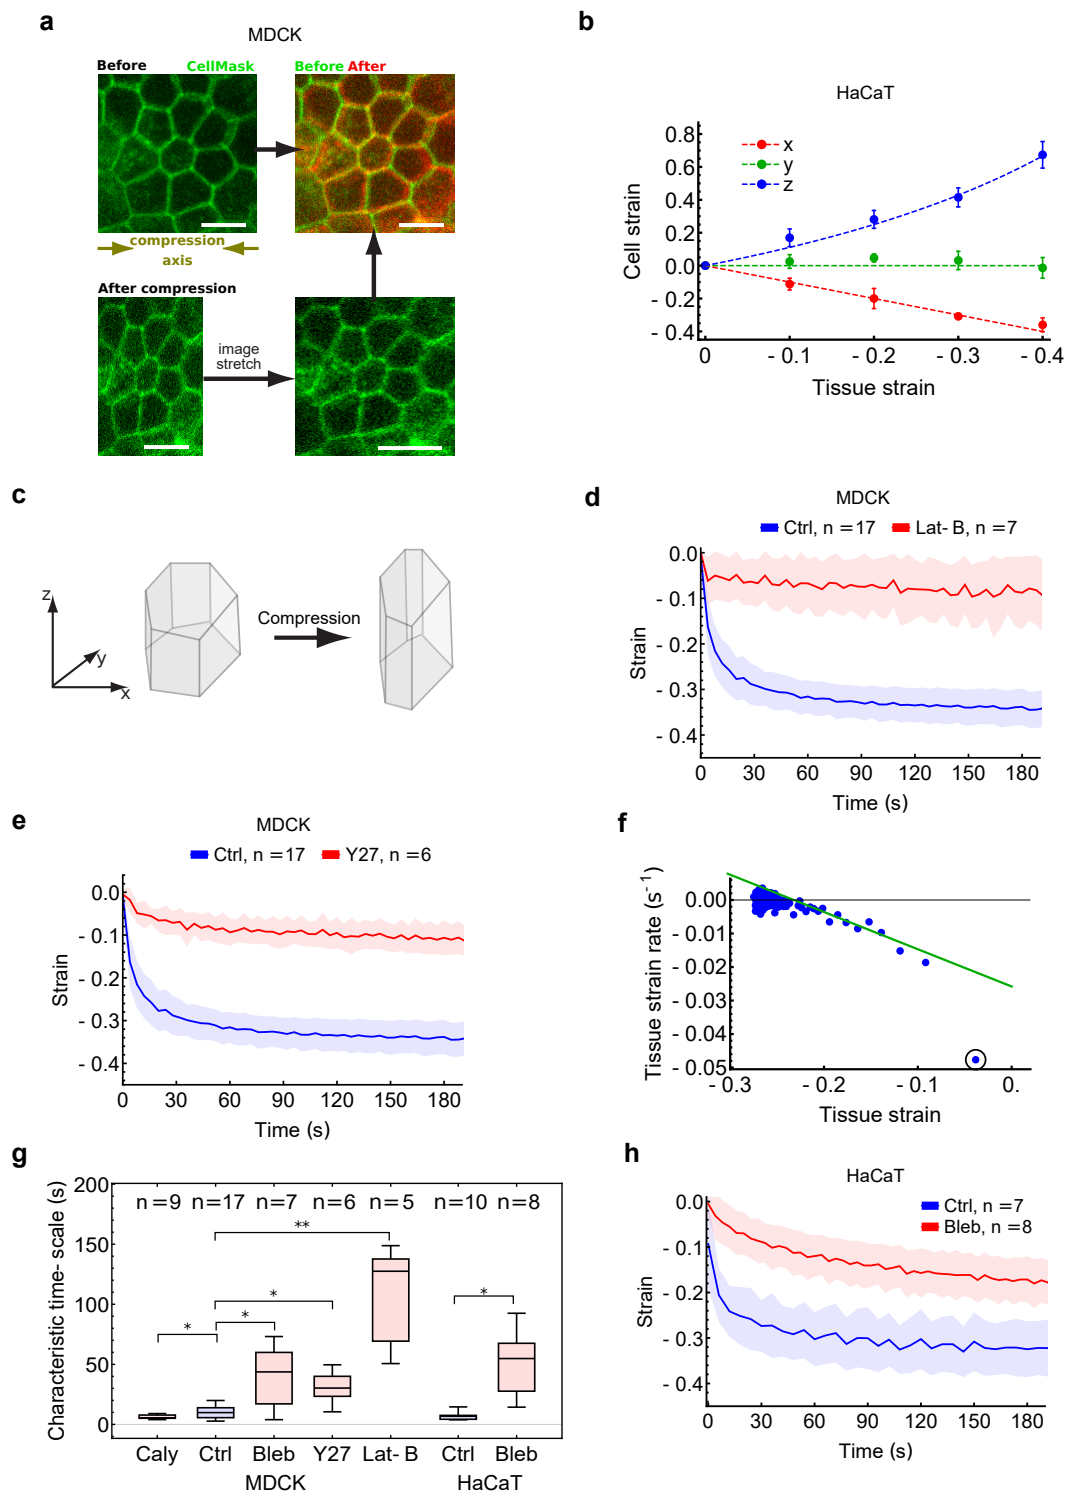 a
MDCK
Before
CellMask
Before After
compression
axis
After compression
image
stretch
b
HaCaT
x
y
z
Cell strain
0.8
0.6
0.4
0.2
0.0
- 0.2
- 0.4
0
- 0.1
- 0.2
- 0.3
- 0.4
Tissue strain
c
z
y
x
Compression
d
MDCK
Ctrl, n =17
Lat- B, n =7
Strain
0.0
- 0.1
- 0.2
- 0.3
- 0.4
0 30 60 90 120 150 180
Time (s)
e
MDCK
Ctrl, n =17
Y27, n =6
Strain
0.0
- 0.1
- 0.2
- 0.3
- 0.4
0 30 60 90 120 150 180
Time (s)
f
Tissue strain rate (s⁻¹)
0.00
- 0.01
- 0.02
- 0.03
- 0.04
- 0.05
- 0.3
- 0.2
- 0.1
0.
Tissue strain
g
Characteristic time- scale (s)
200
150
100
50
0
n =9 n =17 n =7 n =6 n =5 n =10 n =8
**
*
*
*
*
Caly Ctrl Bleb Y27 Lat- B Ctrl Bleb
MDCK HaCaT
h
HaCaT
Ctrl, n =7
Bleb, n =8
Strain
0.0
- 0.1
- 0.2
- 0.3
- 0.4
0 30 60 90 120 150 180
Time (s)